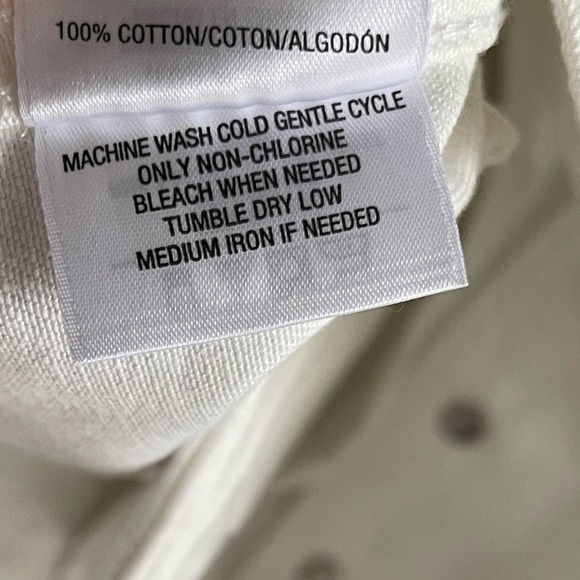 100% COTTON/COTON/ALGODÓN
MACHINE WASH COLD GENTLE CYCLE
ONLY NON-CHLORINE
BLEACH WHEN NEEDED
TUMBLE DRY LOW
MEDIUM IRON IF NEEDED